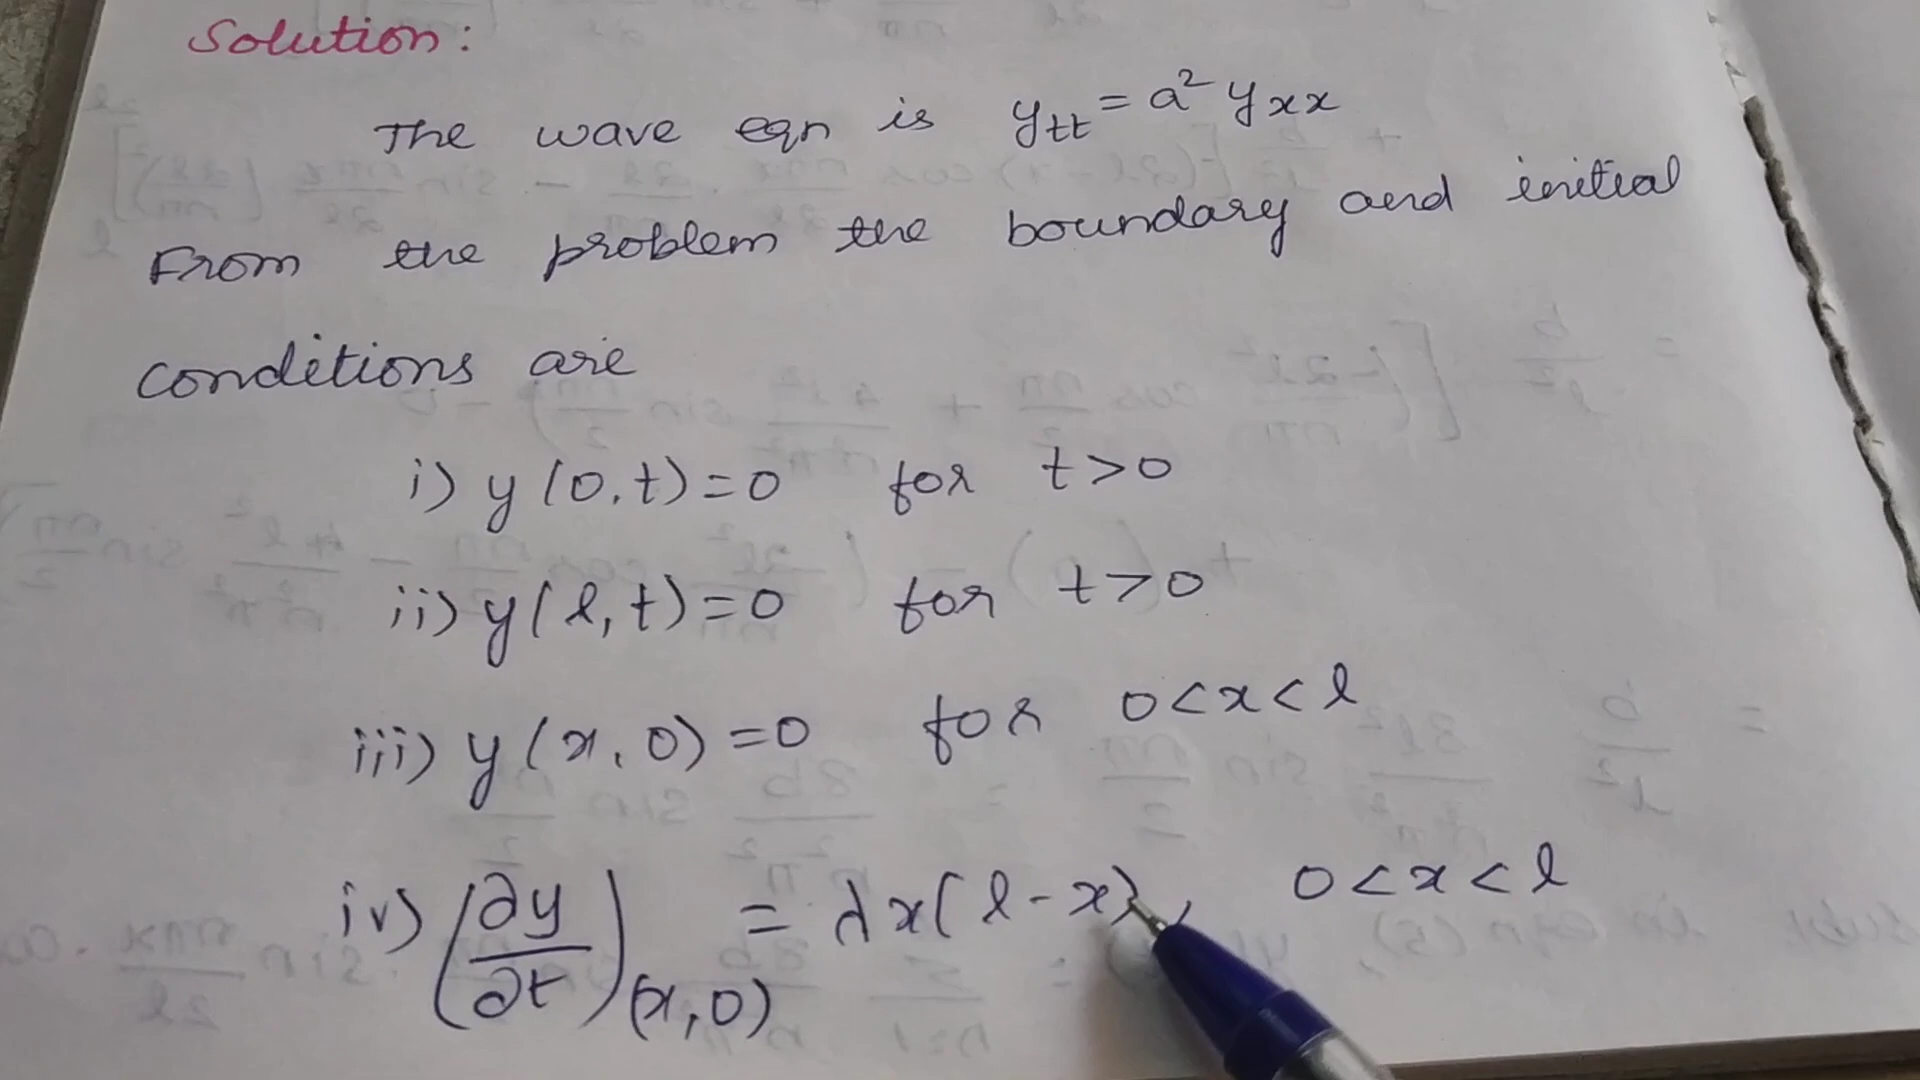 Solution:
The wave eqn is y_tt = a² y_xx
From the problem the boundary and initial
conditions are
i) y(0,t)=0 for t>0
ii) y(l,t)=0 for t>0
iii) y(x,0)=0 for 0<x<l
iv) (∂y/∂t)(x,0) = λx(l-x), 0<x<l